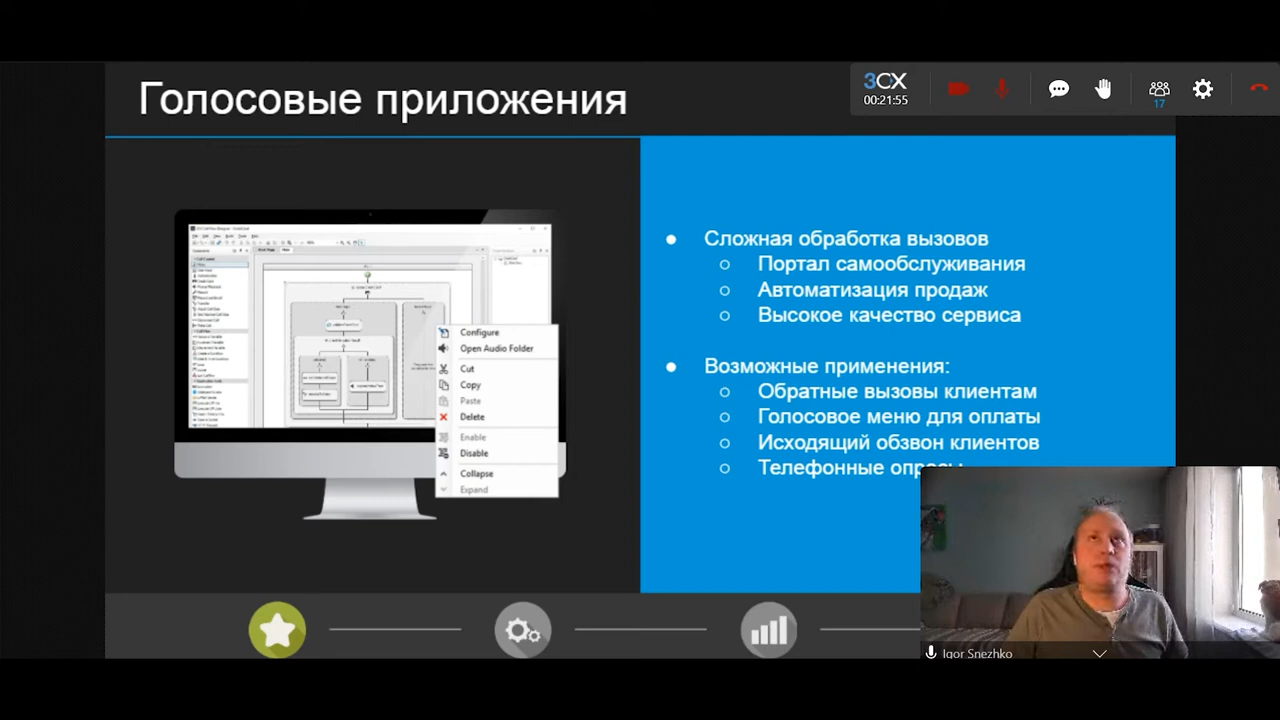 Голосовые приложения
3CX
00:21:55
17
Сложная обработка вызовов
Портал самообслуживания
Автоматизация продаж
Высокое качество сервиса
Возможные применения:
Обратные вызовы клиентам
Голосовое меню для оплаты
Исходящий обзвон клиентов
Телефонные опросы
Configure
Open Audio Folder
Cut
Copy
Paste
Delete
Enable
Disable
Collapse
Expand
Igor Snezhko